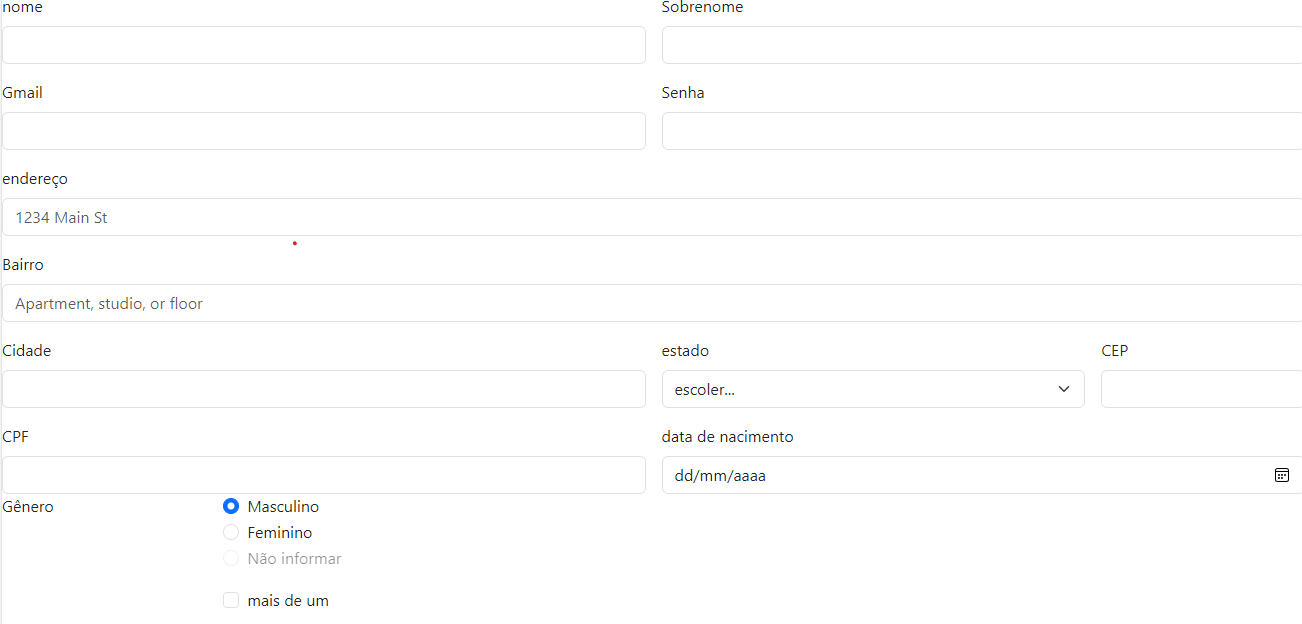 nome Sobrenome
Gmail Senha
endereço
1234 Main St
Bairro
Apartment, studio, or floor
Cidade estado CEP
escoler...
CPF data de nacimento
dd/mm/aaaa
Gênero Masculino
Feminino
Não informar
mais de um